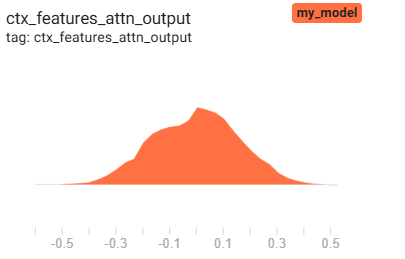 ctx_features_attn_output
my_model
tag: ctx_features_attn_output
-0.5 -0.3 -0.1 0.1 0.3 0.5